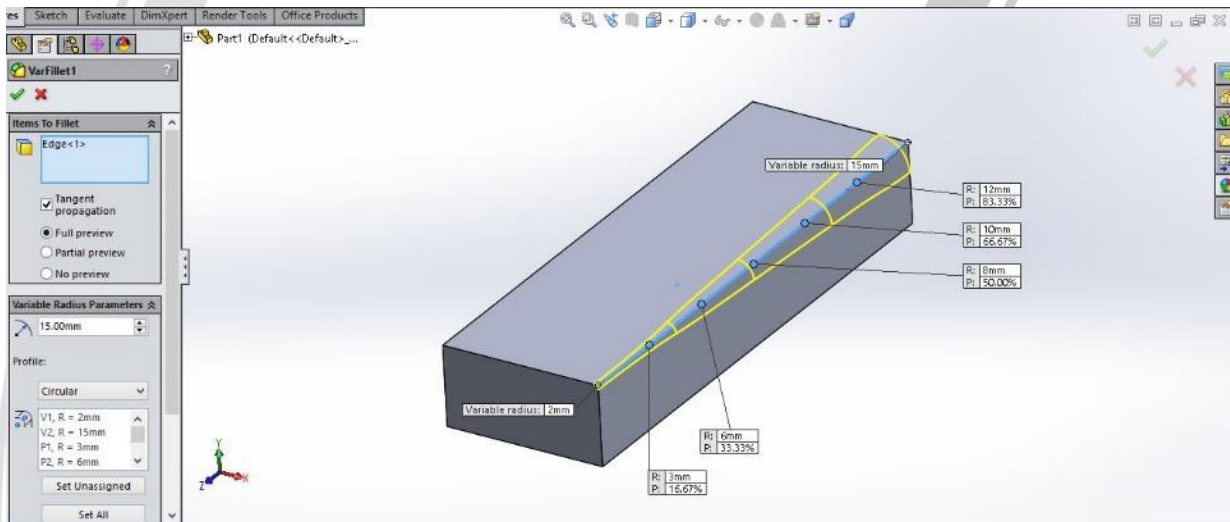 es Sketch Evaluate DimXpert Render Tools Office Products
Part1 (Default<<Default>_...
VarFillet1 ?
Items To Fillet
Edge<1>
Tangent
propagation
Full preview
Partial preview
No preview
Variable Radius Parameters
15.00mm
Profile:
Circular
V1, R = 2mm
V2, R = 15mm
P1, R = 3mm
P2, R = 6mm
Set Unassigned
Set All
Variable radius: 15mm
R: 12mm
P: 83.33%
R: 10mm
P: 66.67%
R: 8mm
P: 50.00%
Variable radius: 2mm
R: 6mm
P: 33.33%
R: 3mm
P: 16.67%
Y
Z
X